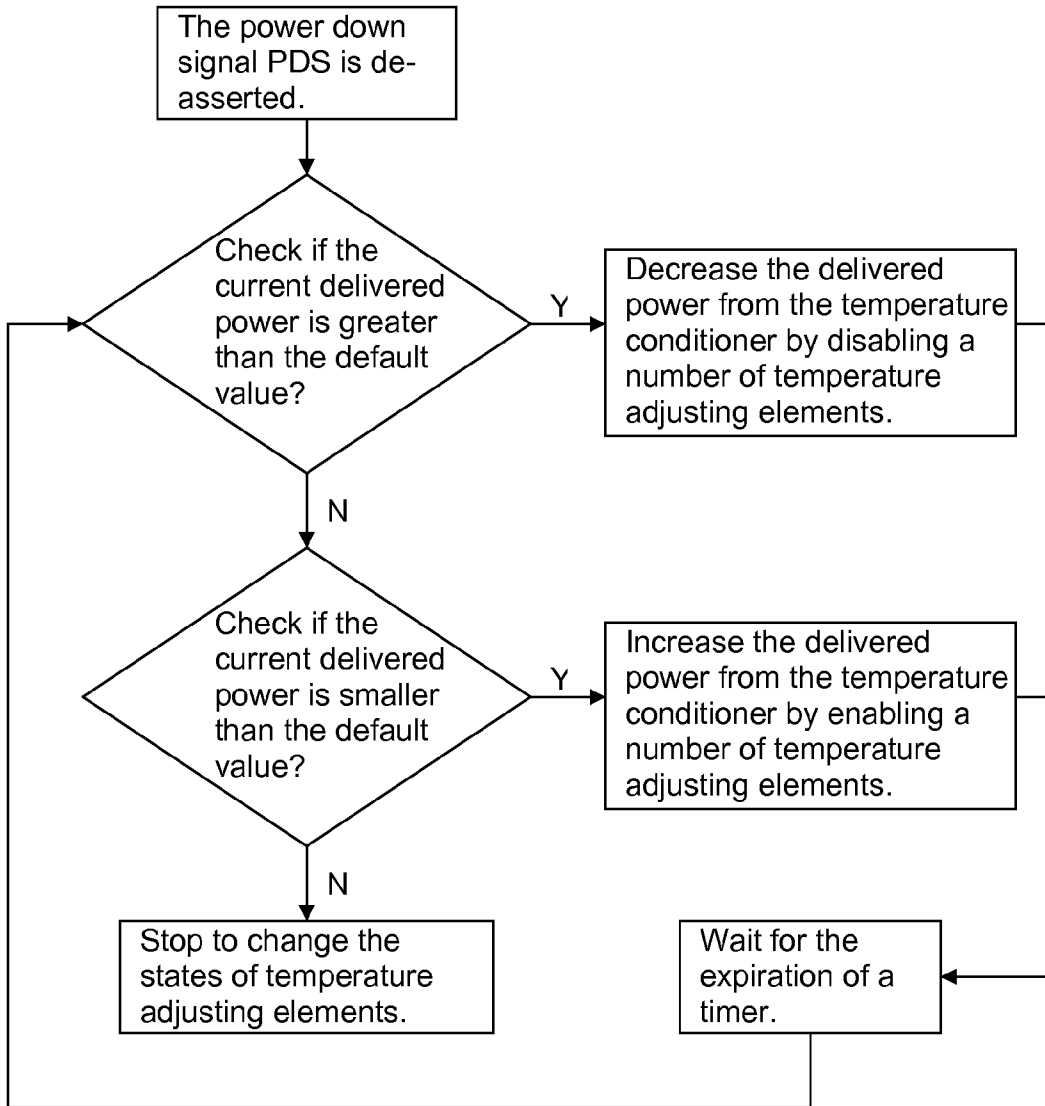 The power down
signal PDS is de-
asserted.
Check if the
current delivered
power is greater
than the default
value?
Y
Decrease the delivered
power from the temperature
conditioner by disabling a
number of temperature
adjusting elements.
N
Check if the
current delivered
power is smaller
than the default
value?
Y
Increase the delivered
power from the temperature
conditioner by enabling a
number of temperature
adjusting elements.
N
Stop to change the
states of temperature
adjusting elements.
Wait for the
expiration of a
timer.